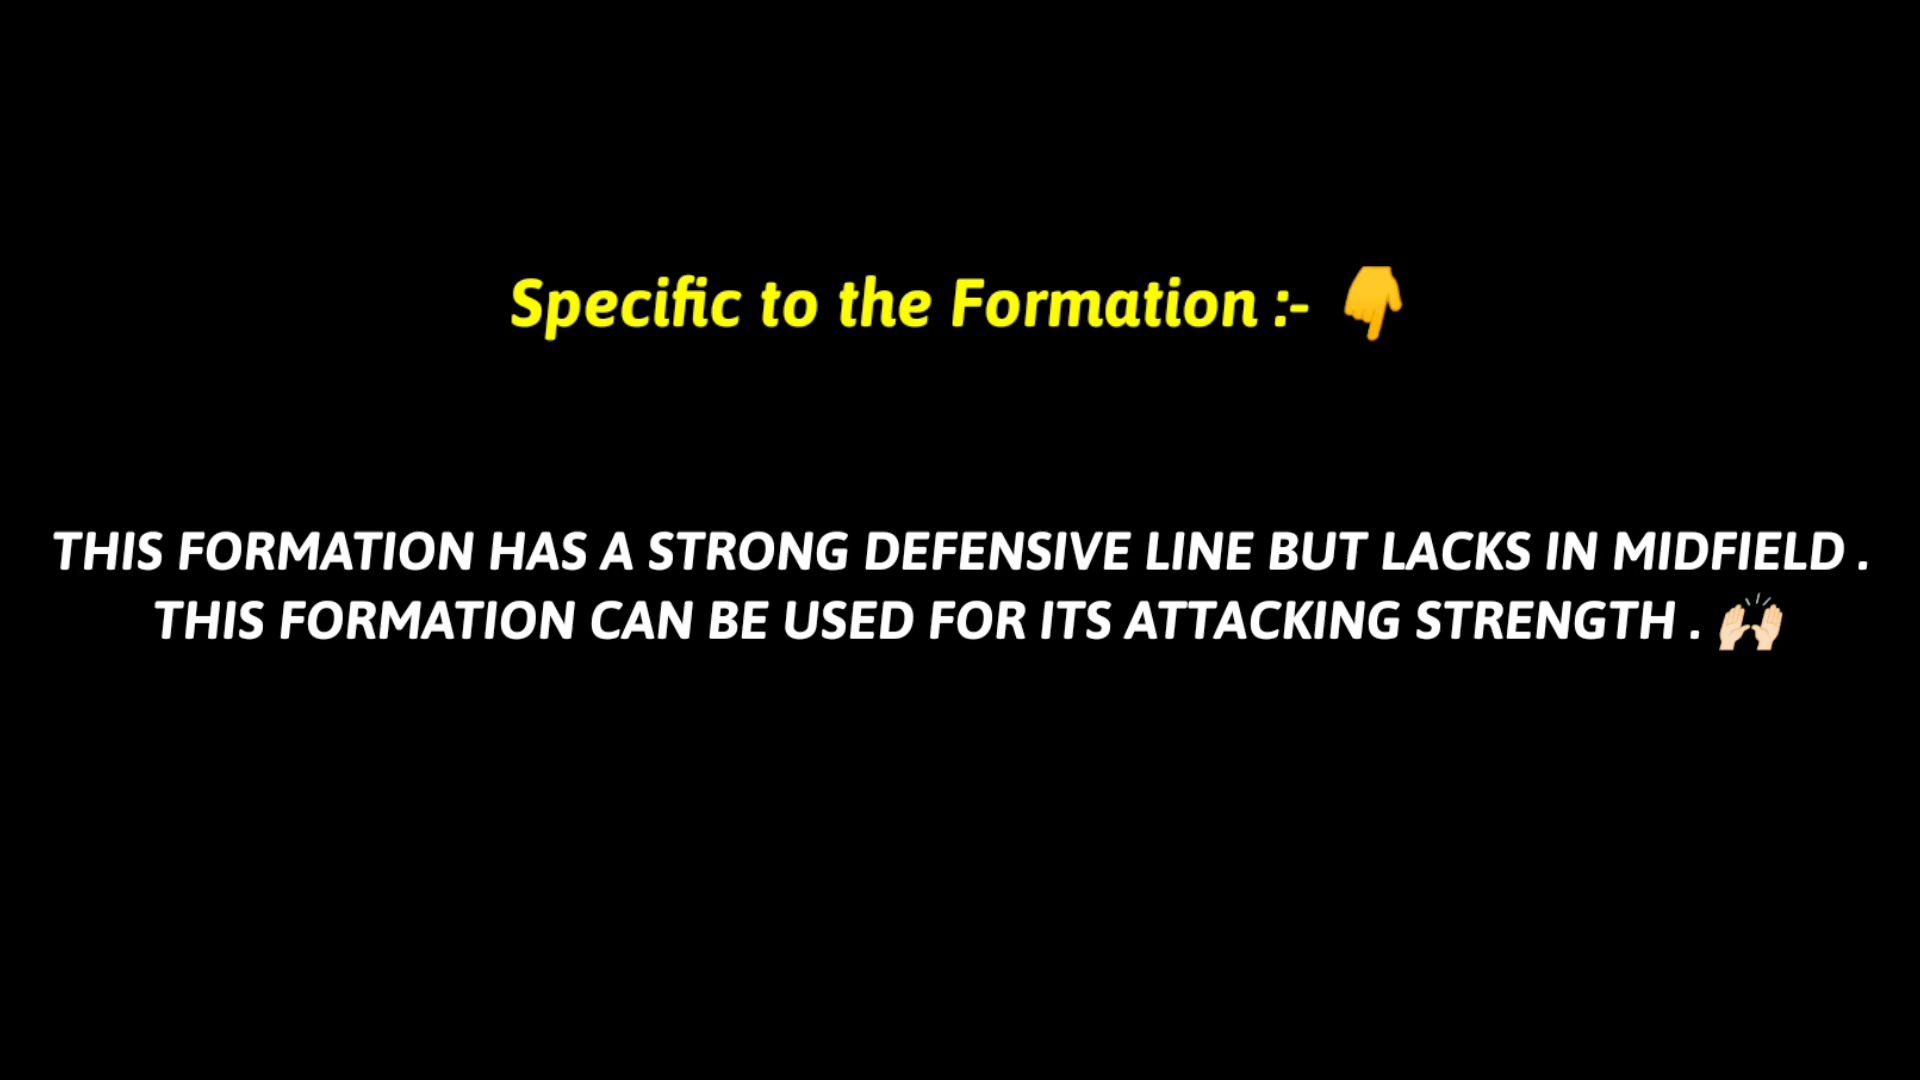 Specific to the Formation :- 👇
THIS FORMATION HAS A STRONG DEFENSIVE LINE BUT LACKS IN MIDFIELD .
THIS FORMATION CAN BE USED FOR ITS ATTACKING STRENGTH . 🙌🏻